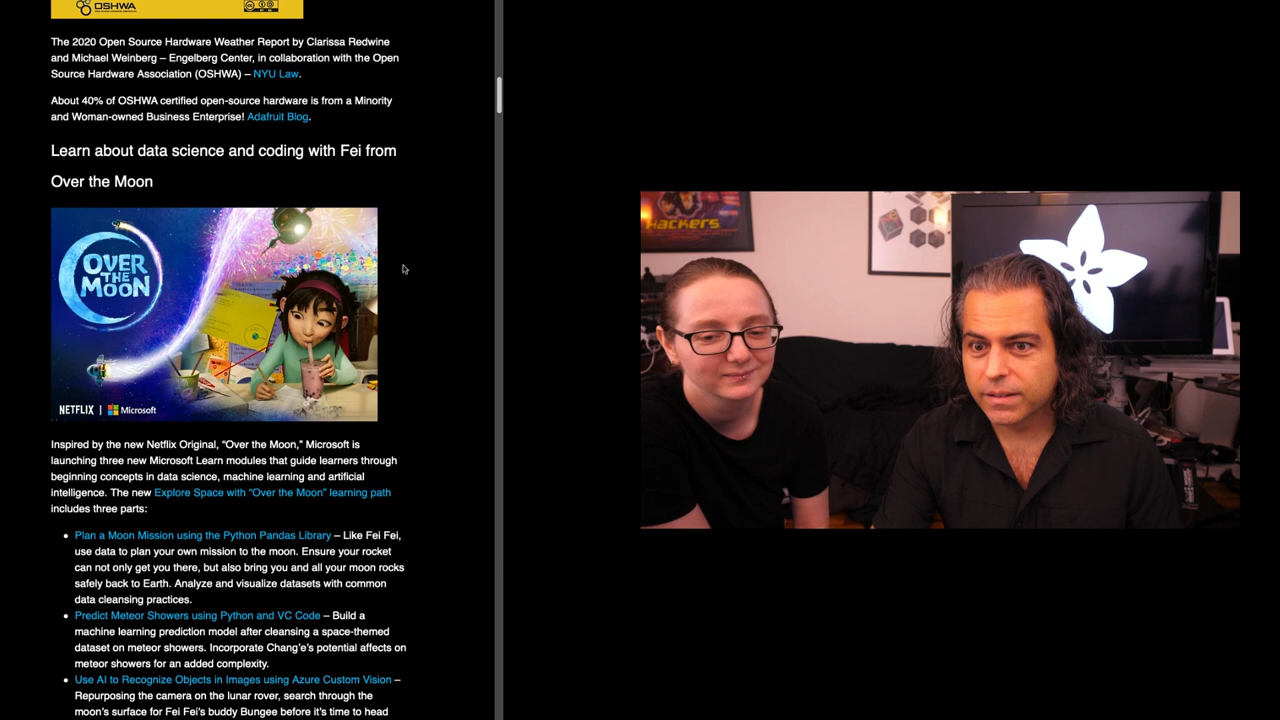 OSHWA
The 2020 Open Source Hardware Weather Report by Clarissa Redwine
and Michael Weinberg – Engelberg Center, in collaboration with the Open
Source Hardware Association (OSHWA) – NYU Law.
About 40% of OSHWA certified open-source hardware is from a Minority
and Woman-owned Business Enterprise! Adafruit Blog.
Learn about data science and coding with Fei from
Over the Moon
OVER
THE
MOON
NETFLIX | Microsoft
Inspired by the new Netflix Original, “Over the Moon,” Microsoft is
launching three new Microsoft Learn modules that guide learners through
beginning concepts in data science, machine learning and artificial
intelligence. The new Explore Space with “Over the Moon” learning path
includes three parts:
• Plan a Moon Mission using the Python Pandas Library – Like Fei Fei,
use data to plan your own mission to the moon. Ensure your rocket
can not only get you there, but also bring you and all your moon rocks
safely back to Earth. Analyze and visualize datasets with common
data cleansing practices.
• Predict Meteor Showers using Python and VC Code – Build a
machine learning prediction model after cleansing a space-themed
dataset on meteor showers. Incorporate Chang’e’s potential affects on
meteor showers for an added complexity.
• Use AI to Recognize Objects in Images using Azure Custom Vision –
Repurposing the camera on the lunar rover, search through the
moon’s surface for Fei Fei’s buddy Bungee before it’s time to head
HACKERS